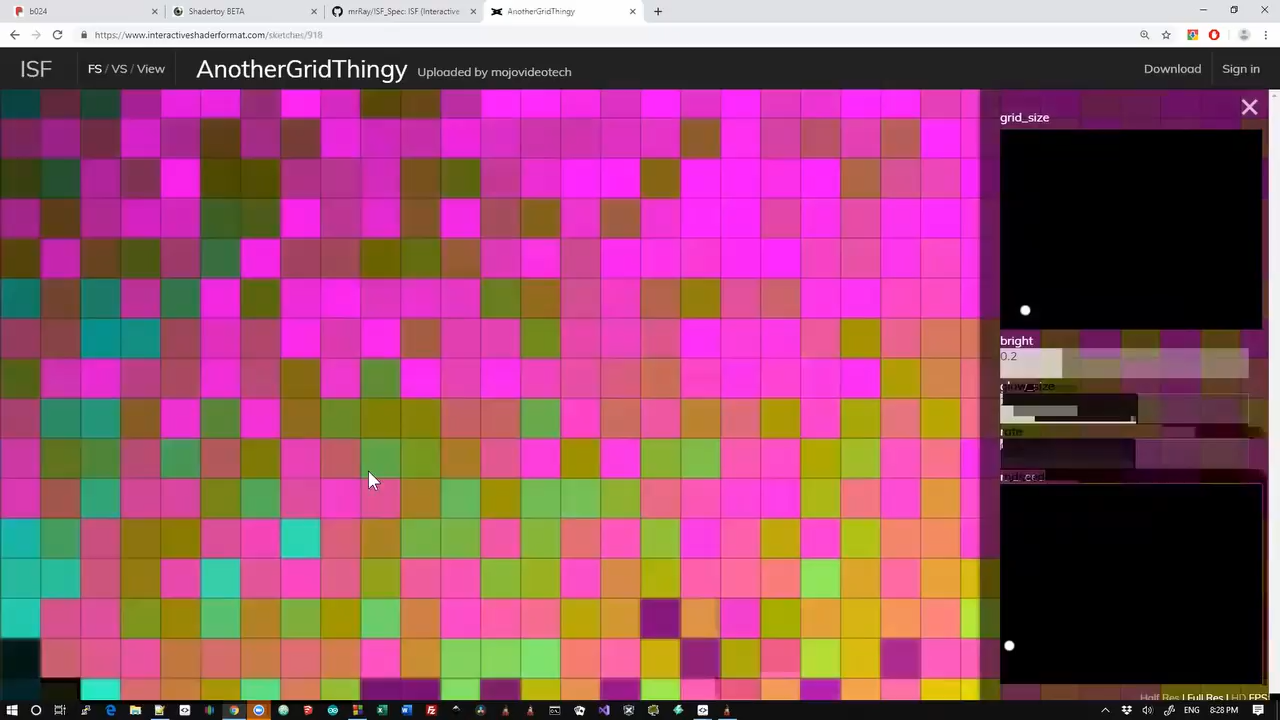 b024
Shadertoy BETA
mrRay/ISF_Spec: ISF (Interactive
AnotherGridThingy
https://www.interactiveshaderformat.com/sketches/918
ISF
FS / VS / View
AnotherGridThingy
Uploaded by mojovideotech
Download
Sign in
grid_size
bright
0.2
Half Res | Full Res | HD FPS
ENG
8:28 PM